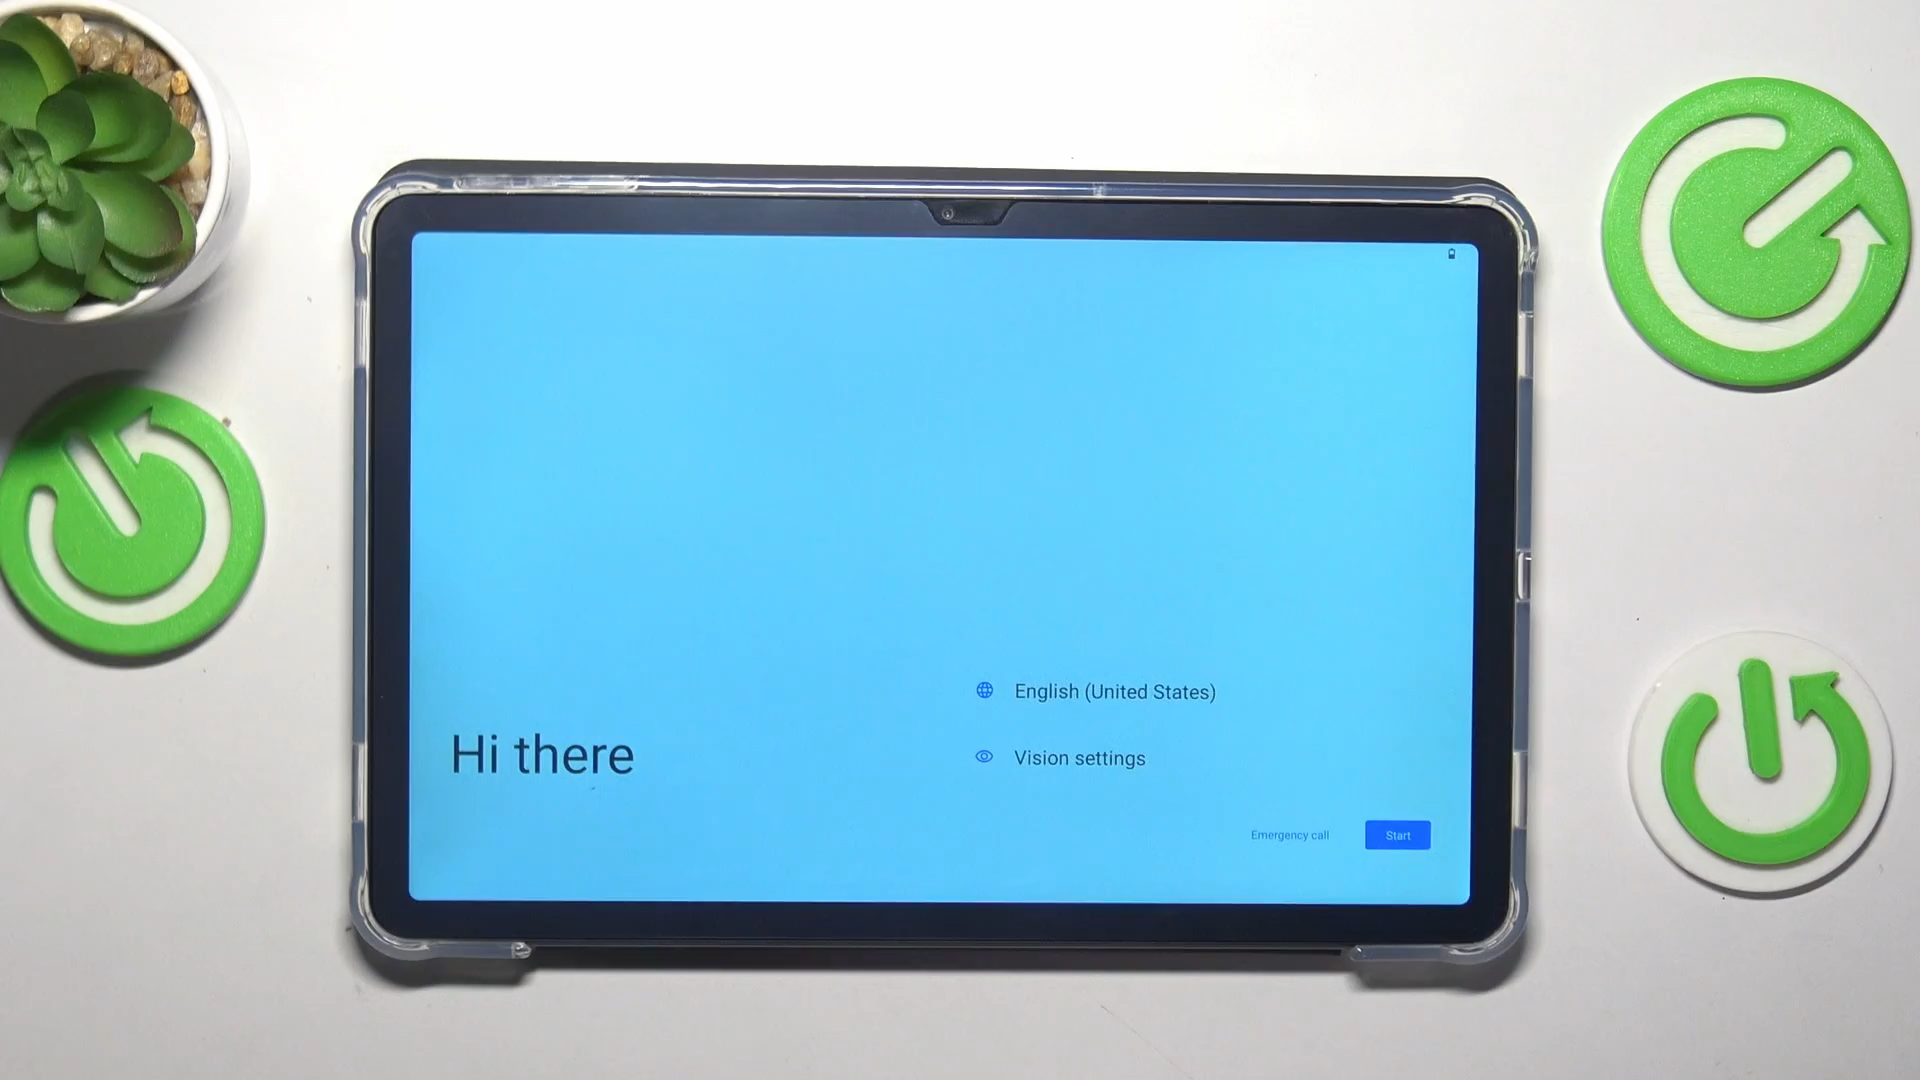 English (United States)
Hi there
Vision settings
Emergency call
Start